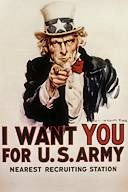 I WANT YOU
FOR U.S. ARMY
NEAREST RECRUITING STATION